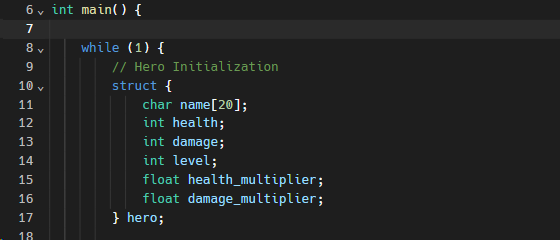 6 int main() {
7
8 while (1) {
9 // Hero Initialization
10 struct {
11 char name[20];
12 int health;
13 int damage;
14 int level;
15 float health_multiplier;
16 float damage_multiplier;
17 } hero;
18